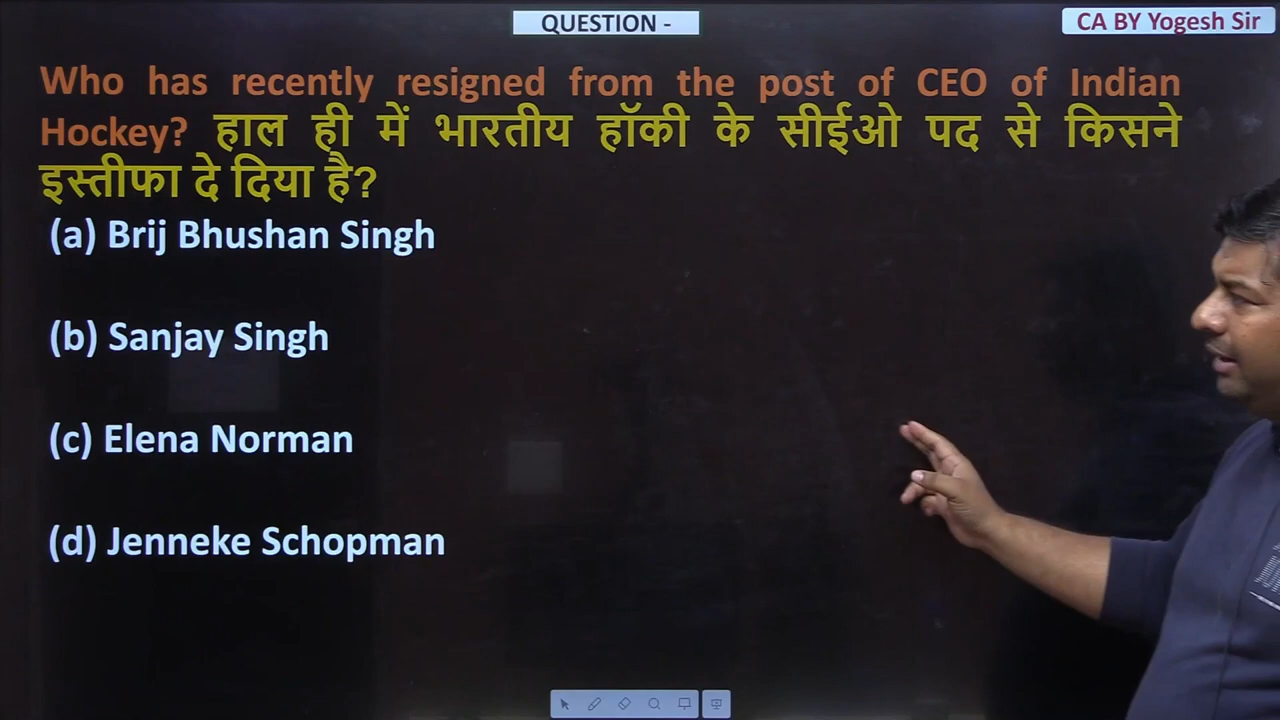 QUESTION -
CA BY Yogesh Sir
Who has recently resigned from the post of CEO of Indian
Hockey? हाल ही में भारतीय हॉकी के सीईओ पद से किसने
इस्तीफा दे दिया है?
(a) Brij Bhushan Singh
(b) Sanjay Singh
(c) Elena Norman
(d) Jenneke Schopman